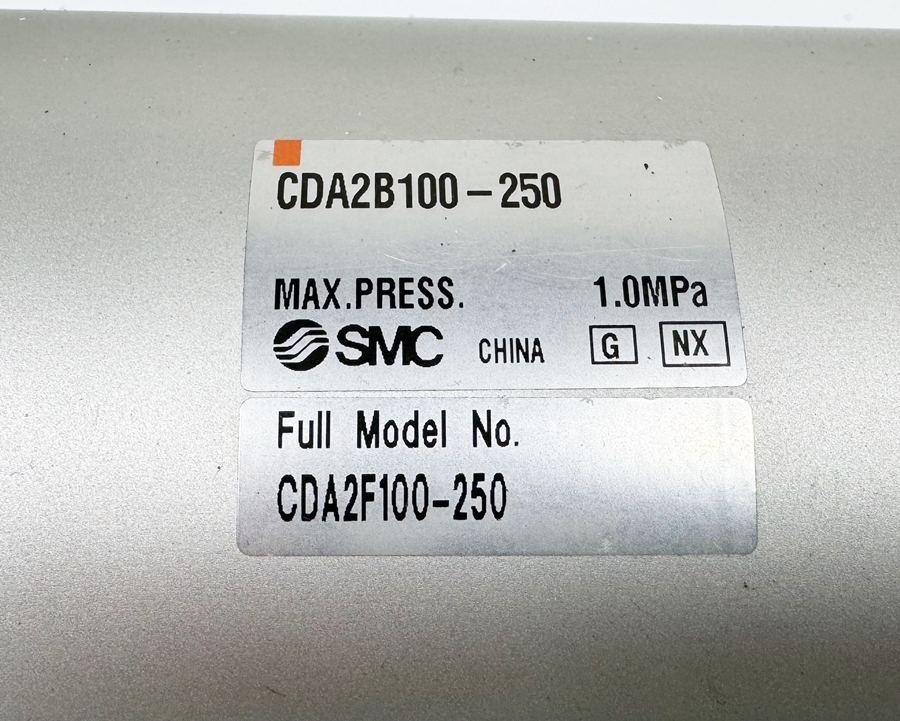 CDA2B100-250
MAX.PRESS. 1.0MPa
SMC CHINA G NX
Full Model No.
CDA2F100-250